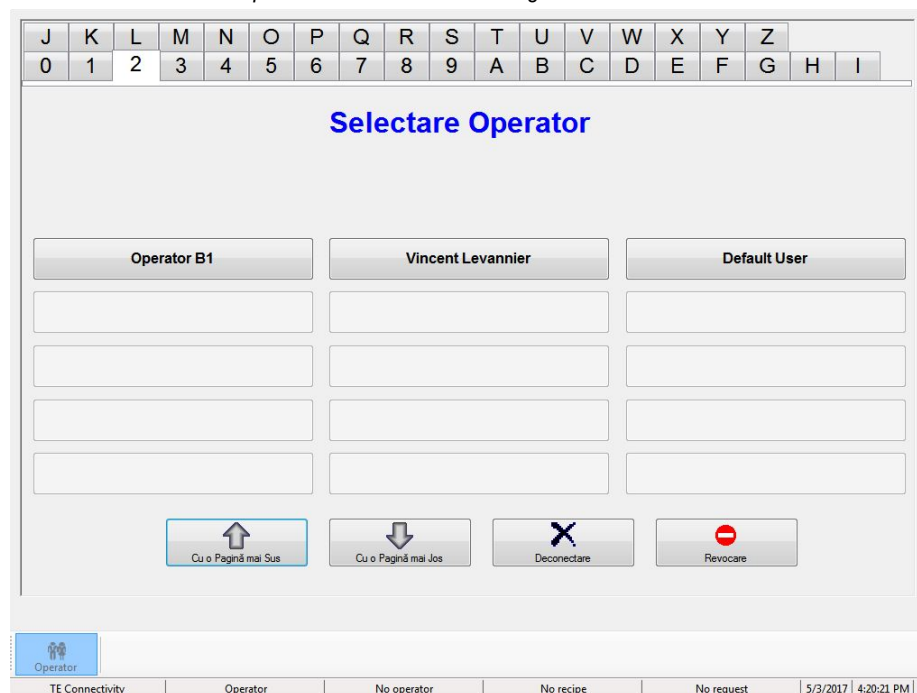 J K L M N O P Q R S T U V W X Y Z
0 1 2 3 4 5 6 7 8 9 A B C D E F G H I
Selectare Operator
Operator B1 Vincent Levannier Default User
Cu o Pagină mai Sus Cu o Pagină mai Jos Deconectare Revocare
Operator
TE Connectivity Operator No operator No recipe No request 5/3/2017 4:20:21 PM